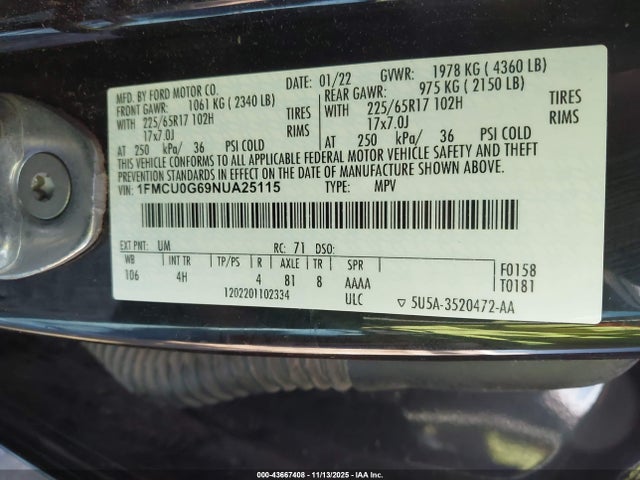 MFD. BY FORD MOTOR CO. DATE: 01/22 GVWR: 1978 KG ( 4360 LB)
FRONT GAWR: 1061 KG ( 2340 LB) REAR GAWR: 975 KG ( 2150 LB)
WITH 225/65R17 102H TIRES WITH 225/65R17 102H TIRES
17x7.0J RIMS 17x7.0J RIMS
AT 250 kPa/ 36 PSI COLD AT 250 kPa/ 36 PSI COLD
THIS VEHICLE CONFORMS TO ALL APPLICABLE FEDERAL MOTOR VEHICLE SAFETY AND THEFT
PREVENTION STANDARDS IN EFFECT ON THE DATE OF MANUFACTURE SHOWN ABOVE.
VIN: 1FMCU0G69NUA25115 TYPE: MPV
EXT PNT: UM RC: 71 DSO:
WB INT TR TP/PS R AXLE TR SPR F0158
106 4H 4 81 8 AAAA T0181
1202201102334 ULC ▽ 5U5A-3520472-AA
000-43667408 - 11/13/2025 - IAA Inc.